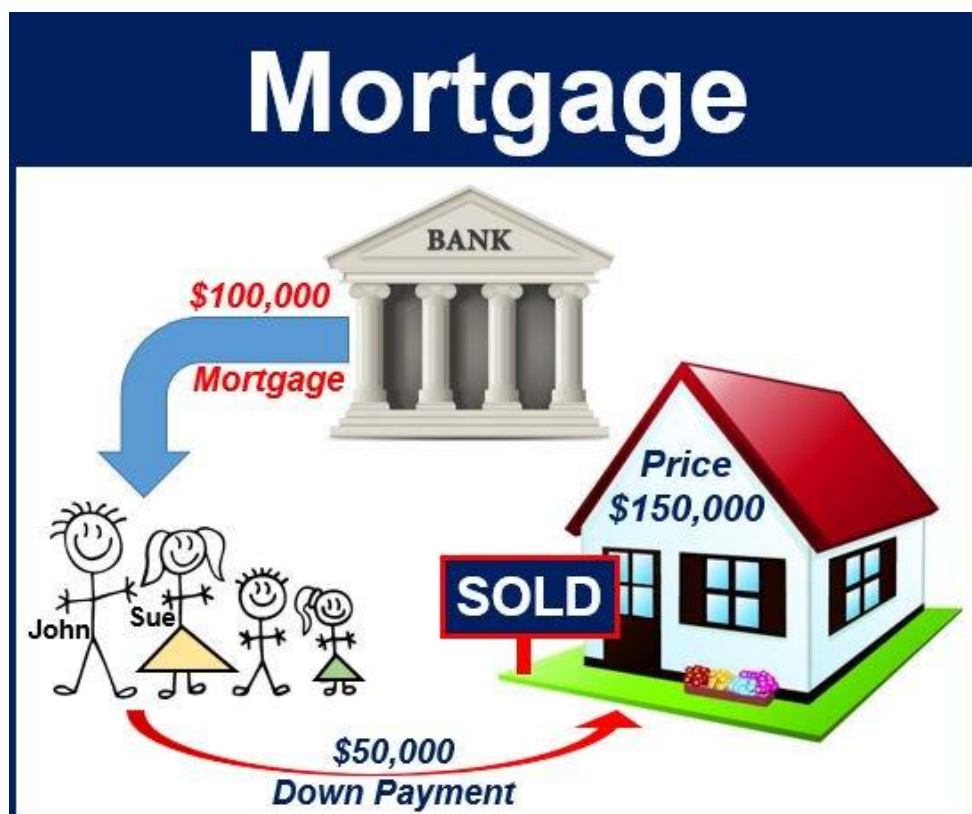 Mortgage
BANK
$100,000
Mortgage
Price
$150,000
SOLD
John
Sue
$50,000
Down Payment